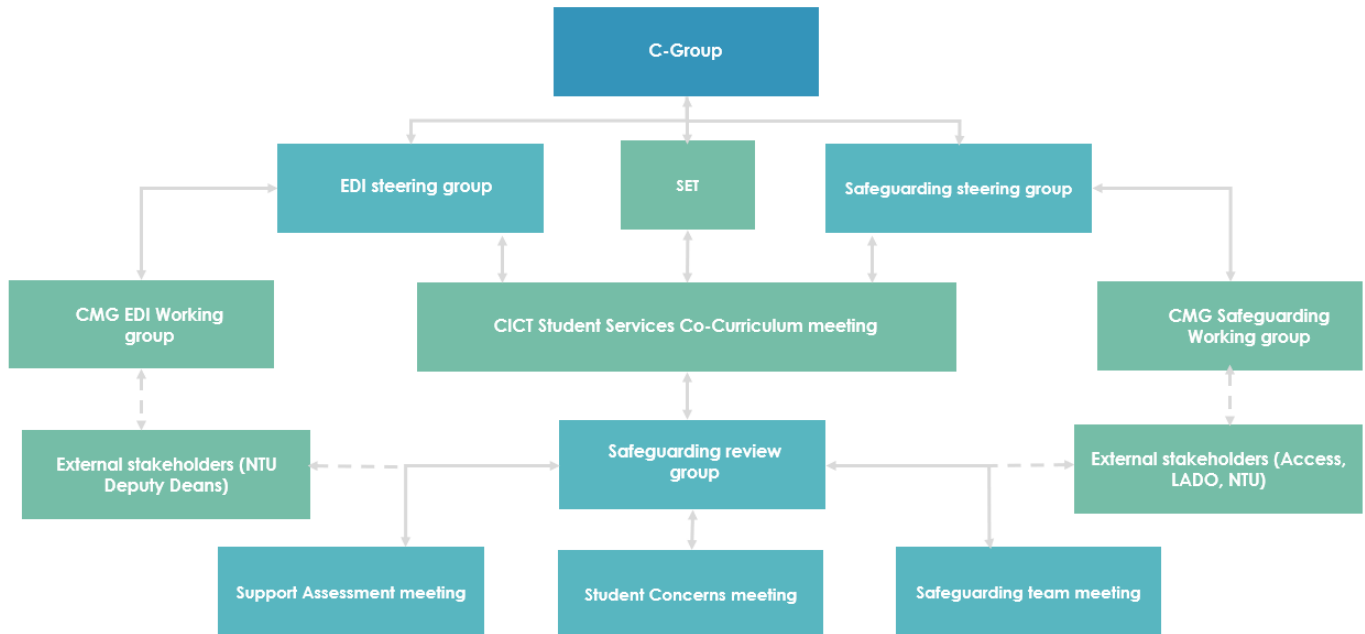 C-Group
EDI steering group
SET
Safeguarding steering group
CMG EDI Working
group
CICT Student Services Co-Curriculum meeting
CMG Safeguarding
Working group
External stakeholders (NTU
Deputy Deans)
Safeguarding review
group
External stakeholders (Access,
LADO, NTU)
Support Assessment meeting
Student Concerns meeting
Safeguarding team meeting